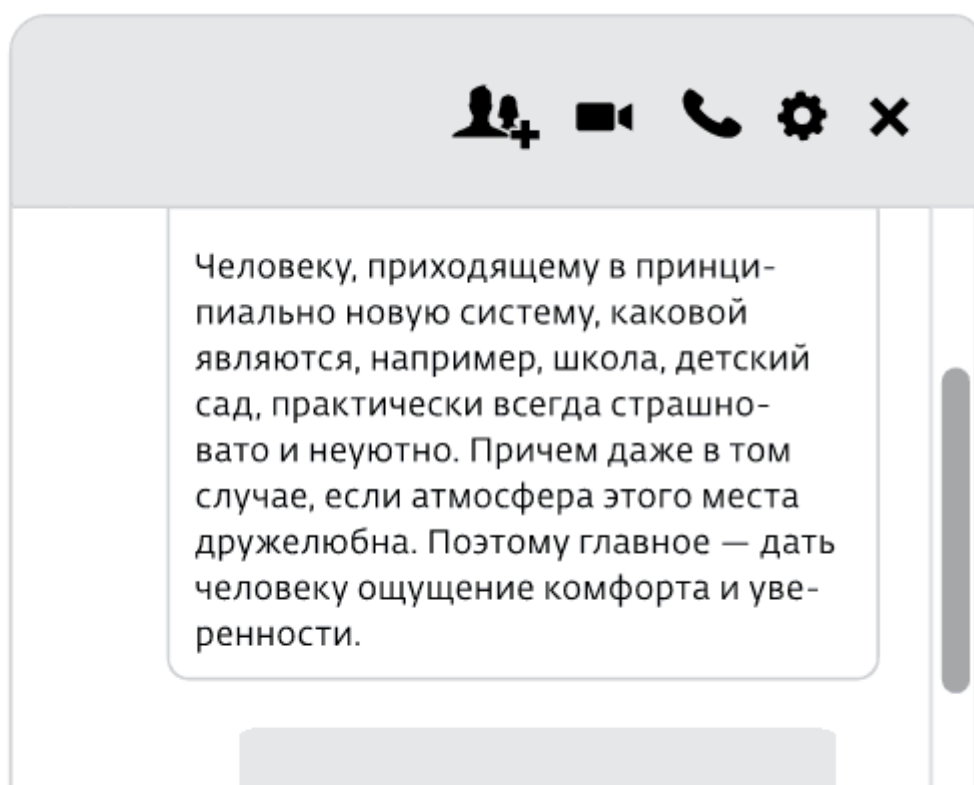 Человеку, приходящему в принци-
пиально новую систему, каковой
являются, например, школа, детский
сад, практически всегда страшно-
вато и неуютно. Причем даже в том
случае, если атмосфера этого места
дружелюбна. Поэтому главное — дать
человеку ощущение комфорта и уве-
ренности.